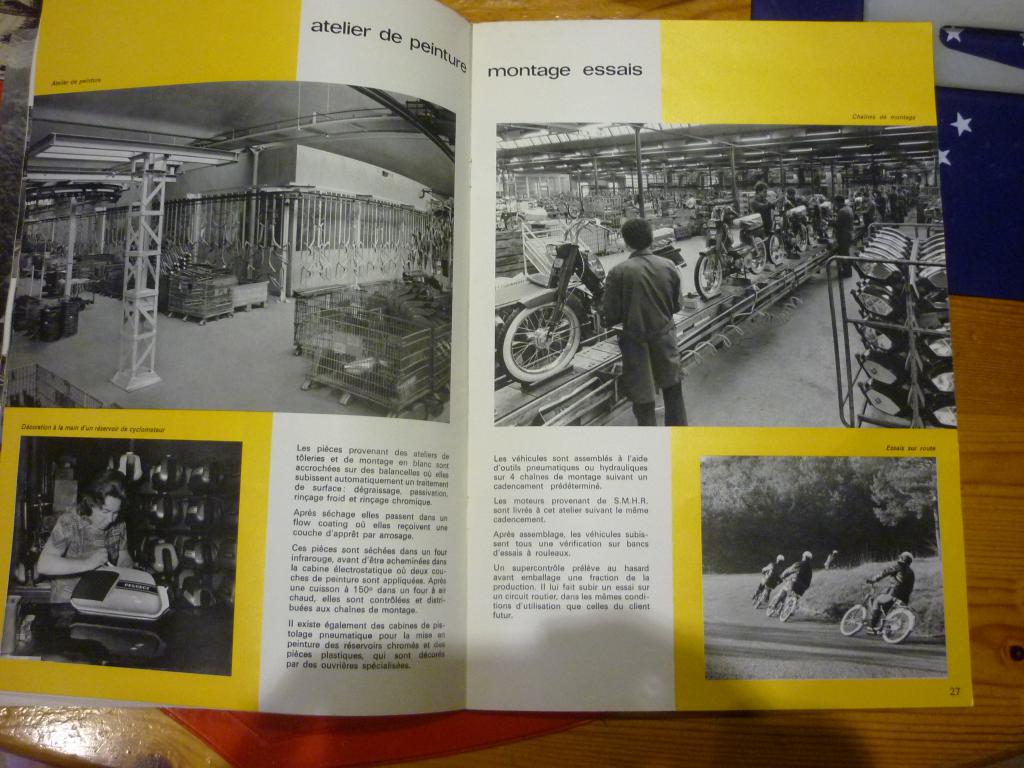 atelier de peinture
Atelier de peinture
Décoration à la main d'un réservoir de cyclomoteur
PEUGEOT
Les pièces provenant des ateliers de
tôleries et de montage en blanc sont
accrochées sur des balancelles où elles
subissent automatiquement un traitement
de surface : dégraissage, passivation,
rinçage froid et rinçage chromique.
Après séchage elles passent dans un
flow coating où elles reçoivent une
couche d'apprêt par arrosage.
Ces pièces sont séchées dans un four
infrarouge, avant d'être acheminées dans
la cabine électrostatique où deux cou-
ches de peinture sont appliquées. Après
une cuisson à 150° dans un four à air
chaud, elles sont contrôlées et distri-
buées aux chaînes de montage.
Il existe également des cabines de pis-
tolage pneumatique pour la mise en
peinture des réservoirs chromés et des
pièces plastiques, qui sont décorés
par des ouvrières spécialisées.
montage essais
Chaînes de montage
Les véhicules sont assemblés à l'aide
d'outils pneumatiques ou hydrauliques
sur 4 chaînes de montage suivant un
cadencement prédéterminé.
Les moteurs provenant de S.M.H.R.
sont livrés à cet atelier suivant le même
cadencement.
Après assemblage, les véhicules subis-
sent tous une vérification sur bancs
d'essais à rouleaux.
Un supercontrôle prélève au hasard
avant emballage une fraction de la
production. Il lui fait subir un essai sur
un circuit routier, dans les mêmes condi-
tions d'utilisation que celles du client
futur.
Essais sur route
27